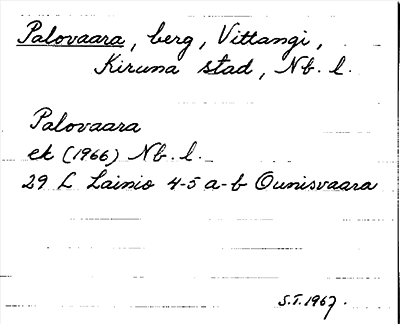 Palovaara, berg, Vittangi,
Kiruna stad, Nb. l.
Palovaara
ek (1966) Nb. l.
29 L Lainio 4-5 a-b Ounisvaara
S.T. 1967.